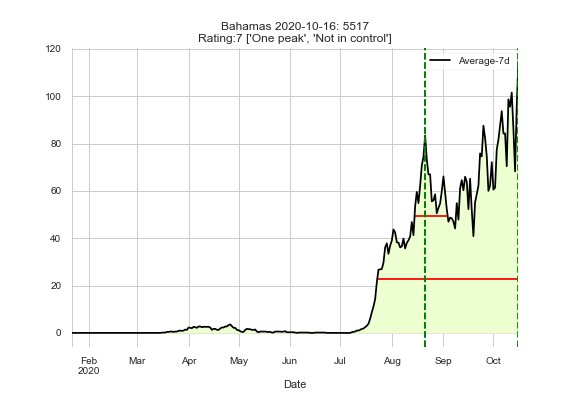 Bahamas 2020-10-16: 5517
Rating:7 ['One peak', 'Not in control']
120
Average-7d
100
80
60
40
20
0
Feb Mar Apr May Jun Jul Aug Sep Oct
2020
Date